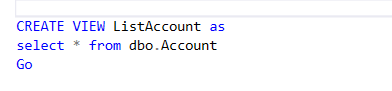 CREATE VIEW ListAccount as
select * from dbo.Account
Go